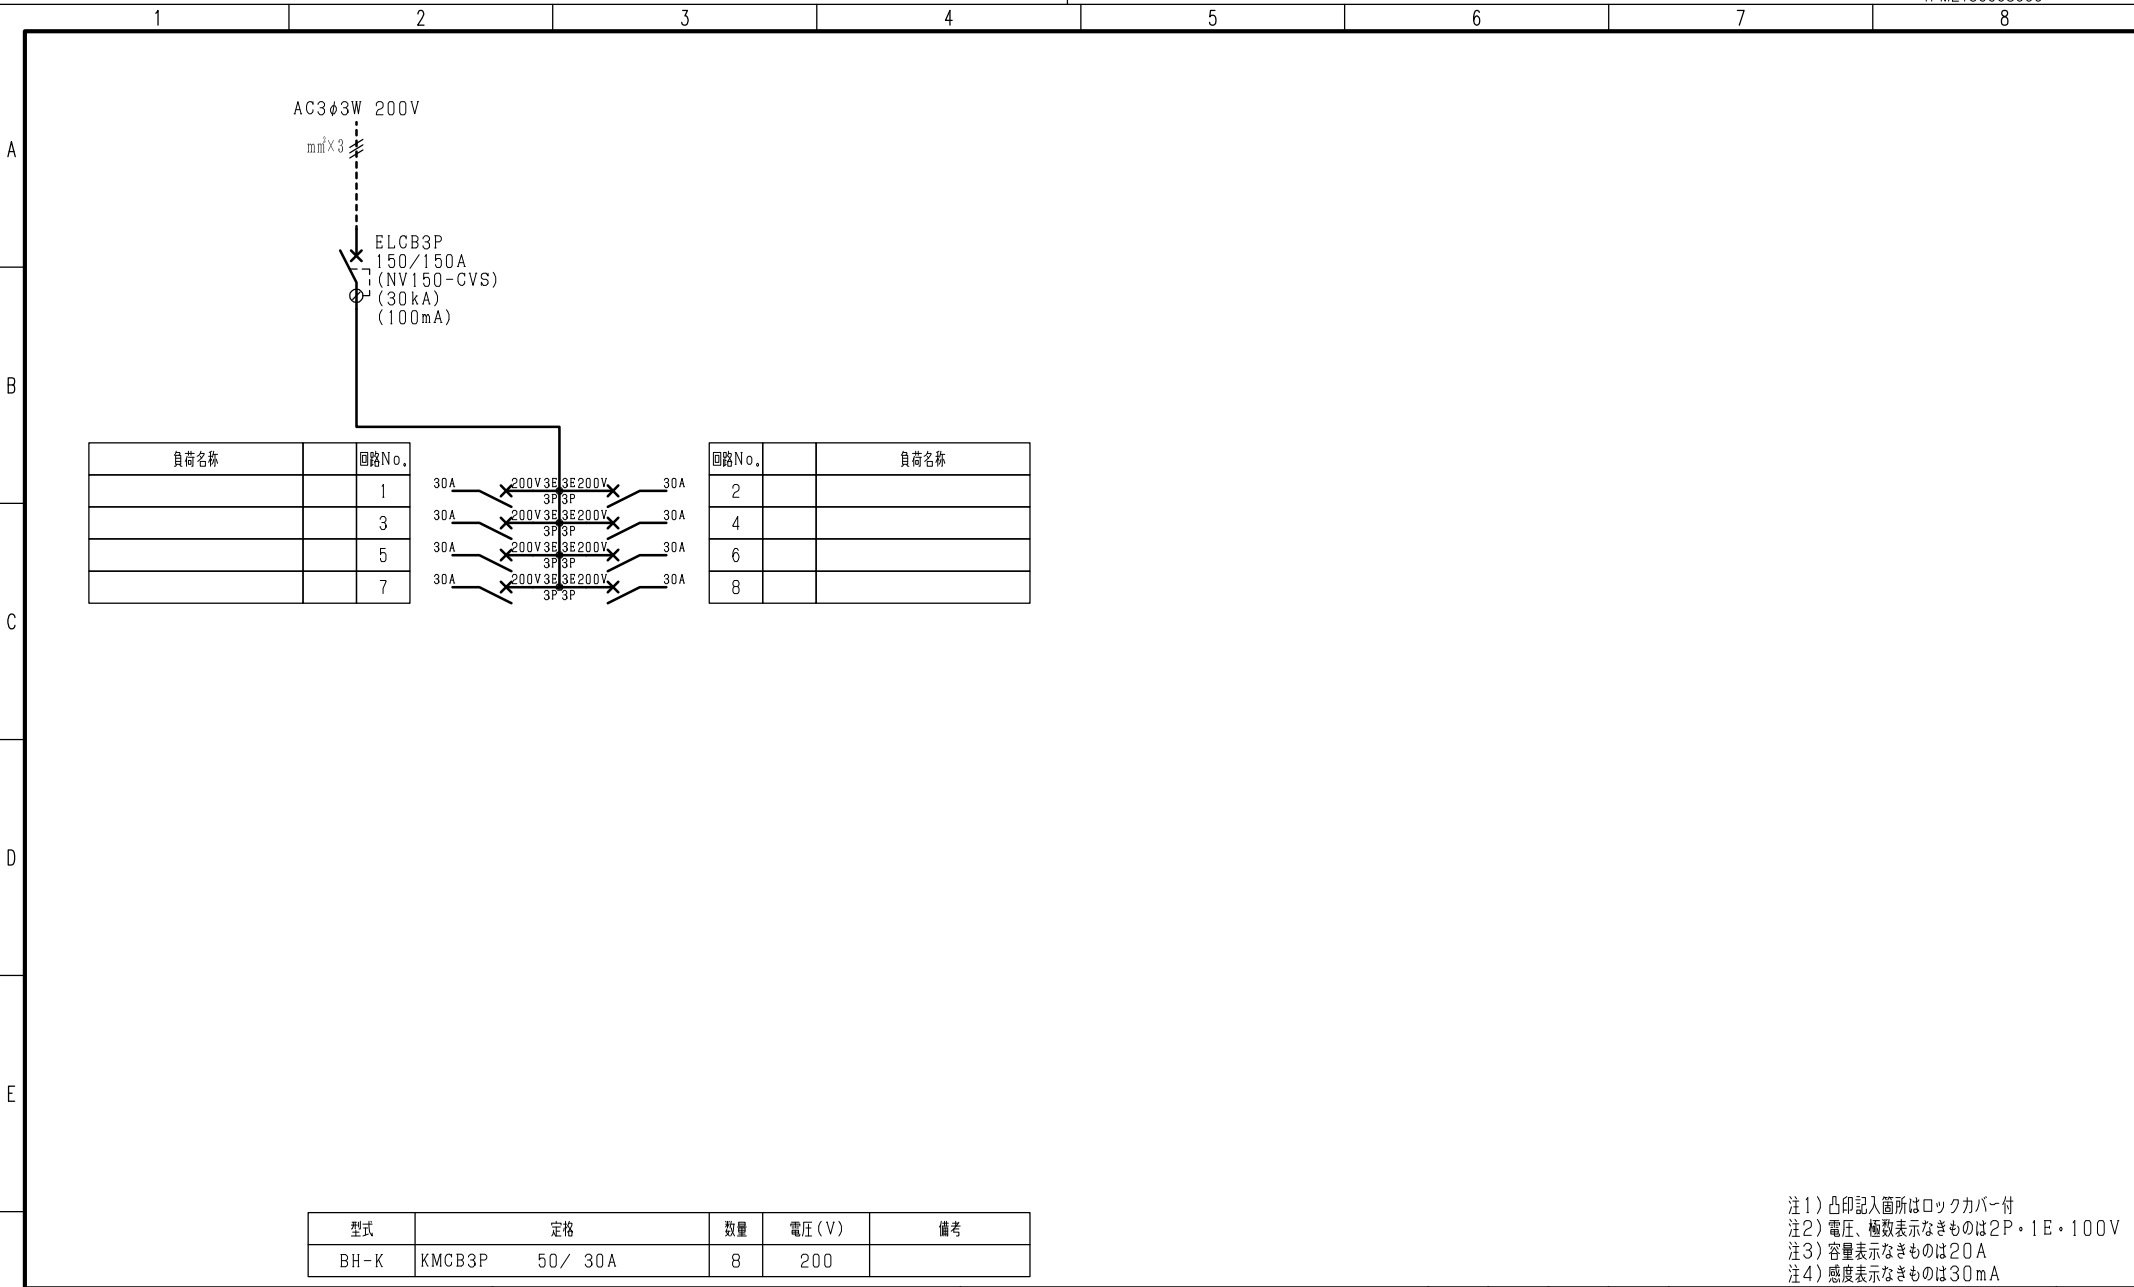 1 2 3 4 5 6 7 8
A
B
C
D
E
AC3φ3W 200V
mm²×3
ELCB3P
150/150A
(NV150-CVS)
(30kA)
(100mA)
負荷名称 回路No. 回路No. 負荷名称
1 30A 200V 3E 3E 200V 30A 2
3P 3P
3 30A 200V 3E 3E 200V 30A 4
3P 3P
5 30A 200V 3E 3E 200V 30A 6
3P 3P
7 30A 200V 3E 3E 200V 30A 8
3P 3P
型式 定格 数量 電圧(V) 備考
BH-K KMCB3P 50/ 30A 8 200
注1)凸印記入箇所はロックカバー付
注2)電圧、極数表示なきものは2P・1E・100V
注3)容量表示なきものは20A
注4)感度表示なきものは30mA